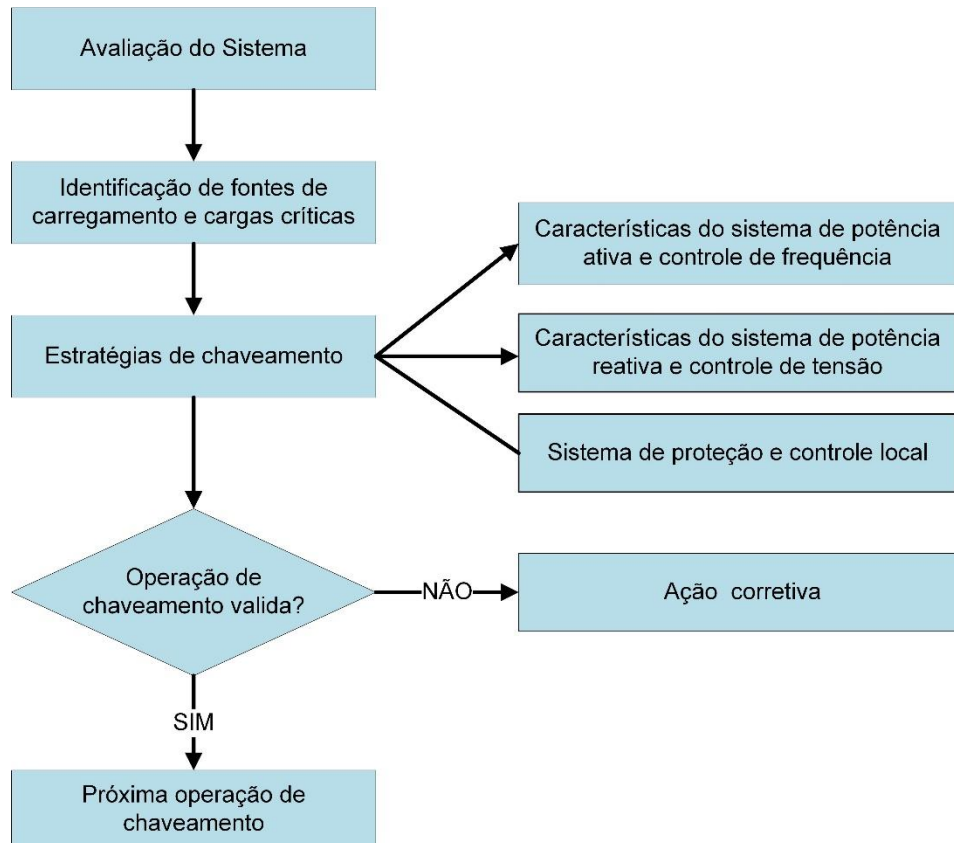 Avaliação do Sistema
Identificação de fontes de
carregamento e cargas críticas
Estratégias de chaveamento
Características do sistema de potência
ativa e controle de frequência
Características do sistema de potência
reativa e controle de tensão
Sistema de proteção e controle local
Operação de
chaveamento valida?
NÃO
Ação corretiva
SIM
Próxima operação de
chaveamento